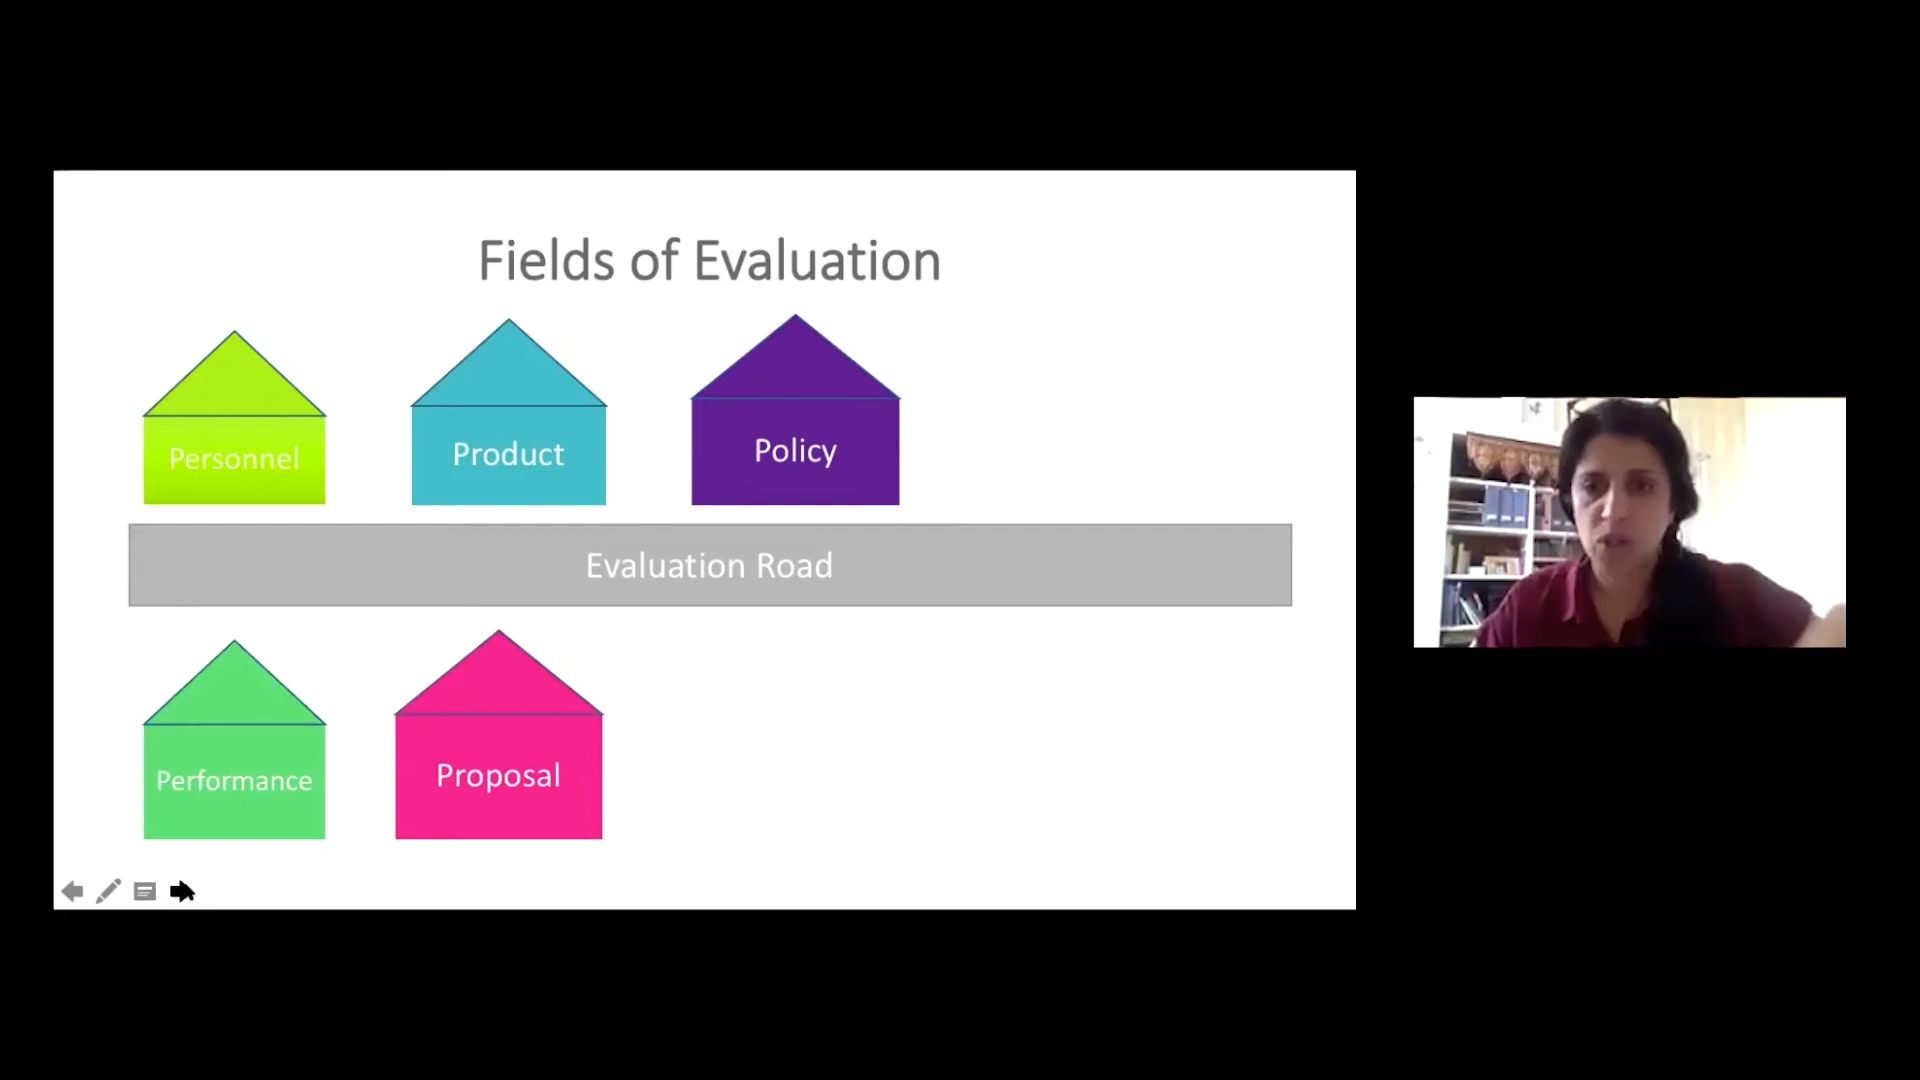 Fields of Evaluation
Personnel
Product
Policy
Evaluation Road
Performance
Proposal